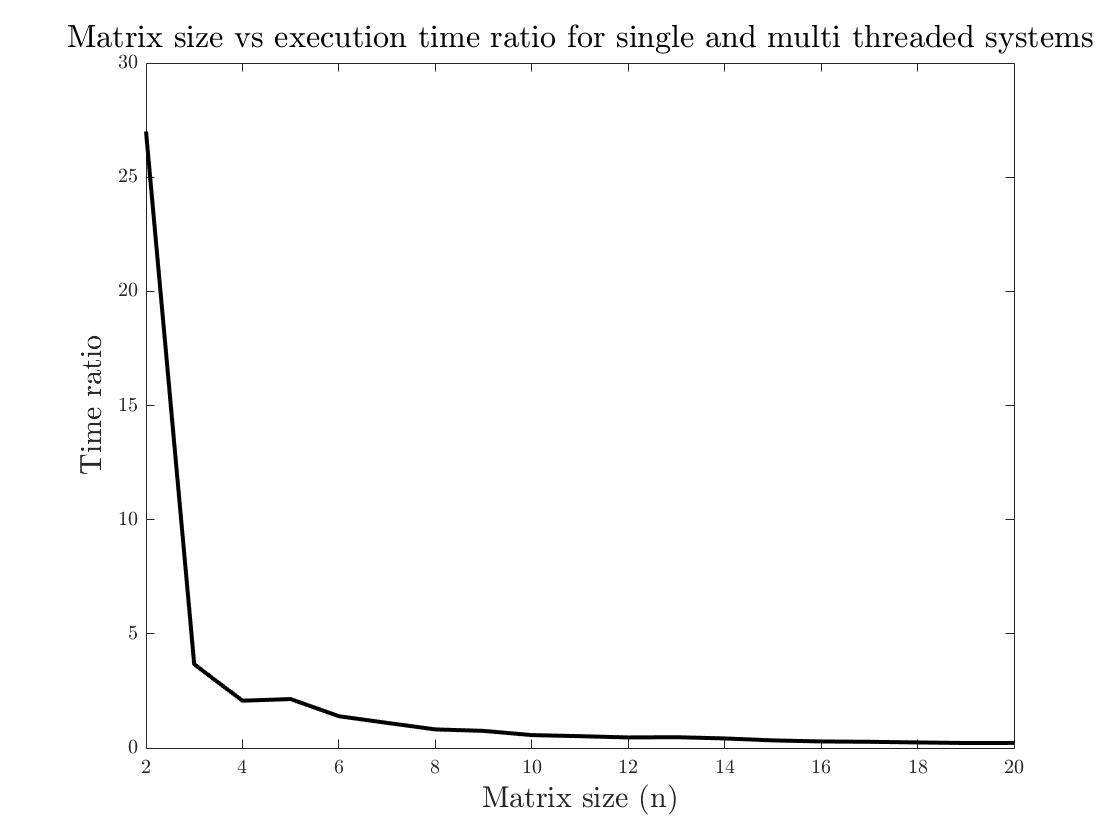 Matrix size vs execution time ratio for single and multi threaded systems
30
25
20
15
10
5
0
Time ratio
2 4 6 8 10 12 14 16 18 20
Matrix size (n)